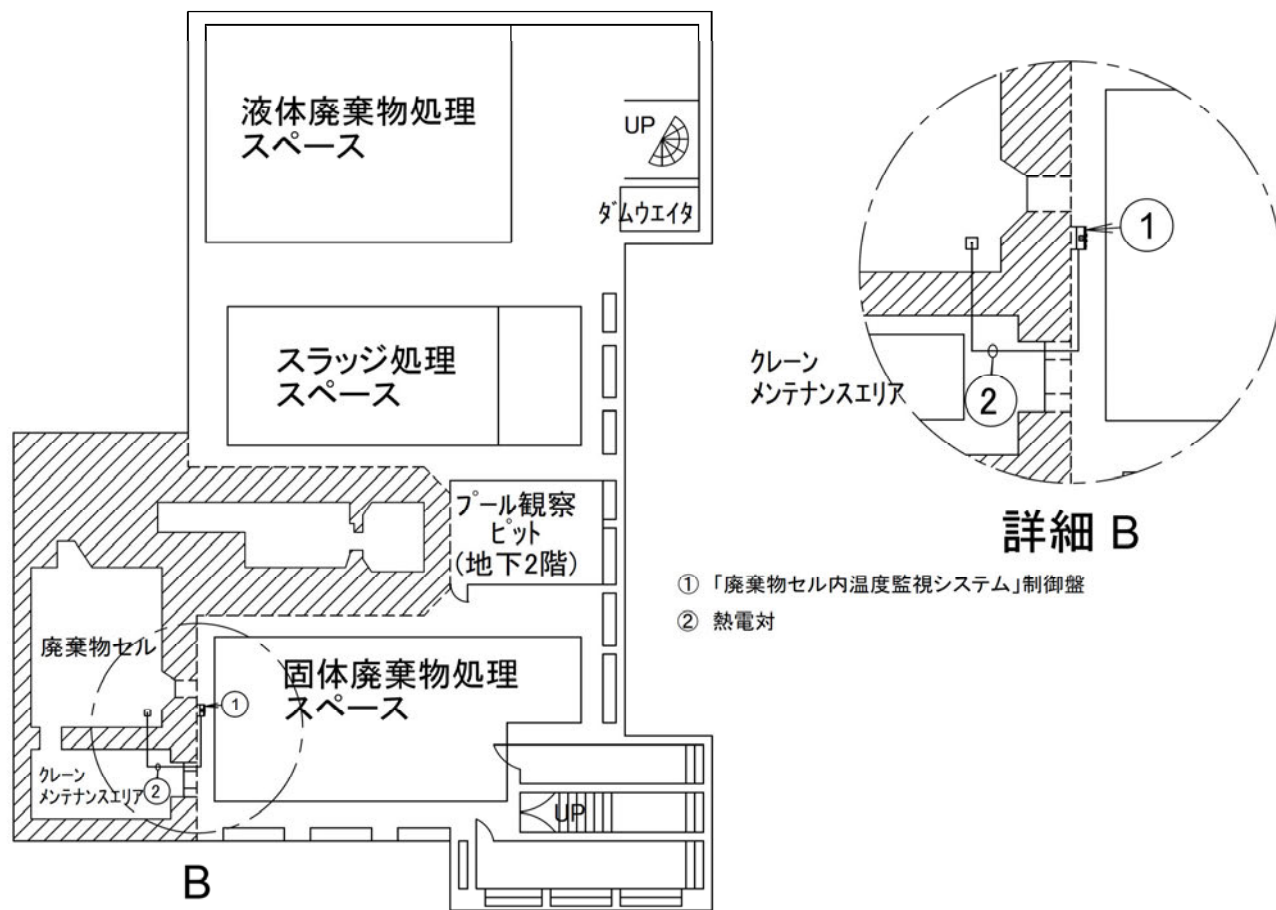 液体廃棄物処理
スペース
UP
ダムウエイタ
スラッジ処理
スペース
プール観察
ピット
(地下2階)
廃棄物セル
固体廃棄物処理
スペース
①
クレーン
メンテナンスエリア
②
UP
B
①
クレーン
メンテナンスエリア
②
詳細 B
① 「廃棄物セル内温度監視システム」制御盤
② 熱電対